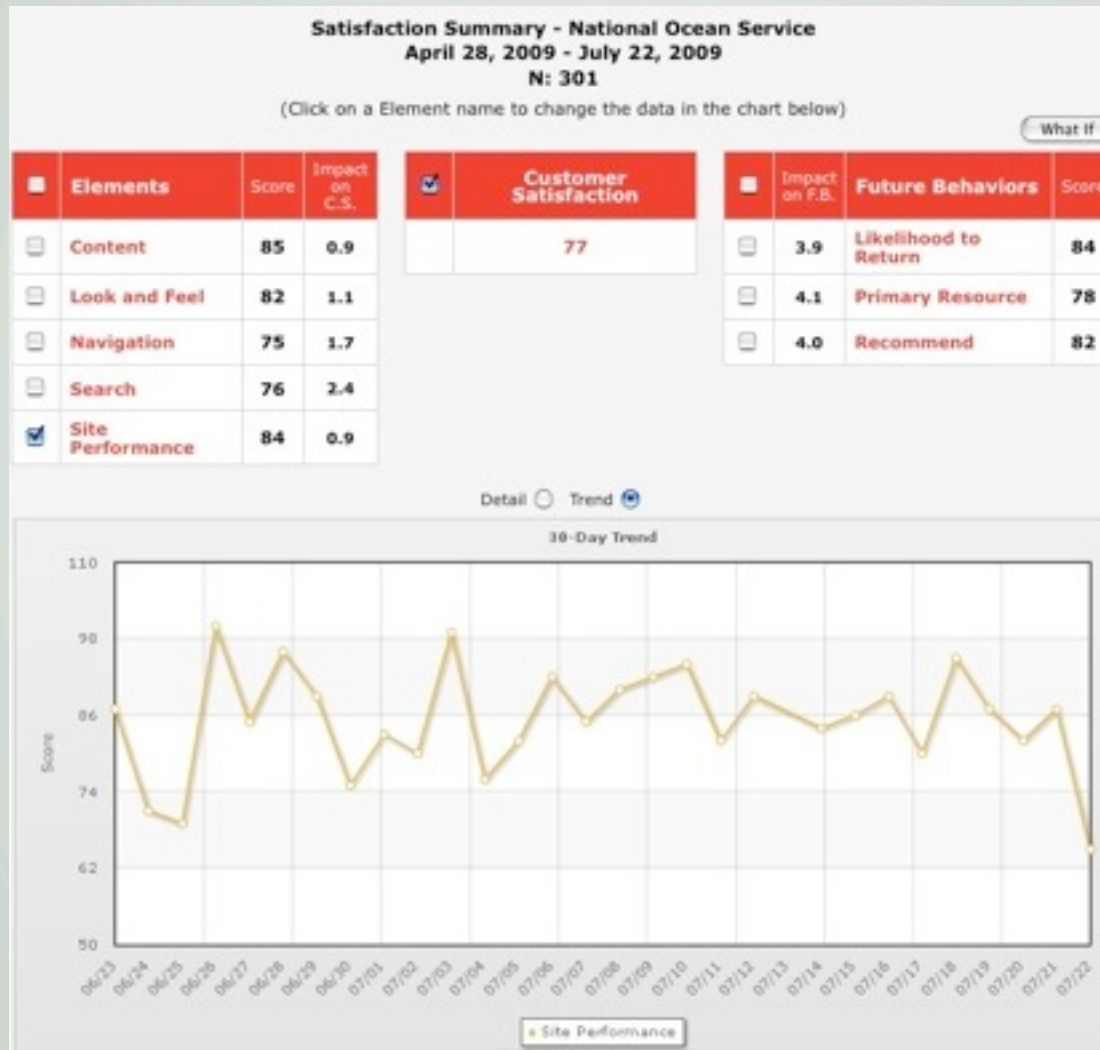 Satisfaction Summary - National Ocean Service
April 28, 2009 - July 22, 2009
N: 301
(Click on a Element name to change the data in the chart below)
What If
Elements Score Impact on C.S.
Content 85 0.9
Look and Feel 82 1.1
Navigation 75 1.7
Search 76 2.4
Site Performance 84 0.9
Customer Satisfaction
77
Impact on F.B. Future Behaviors Score
3.9 Likelihood to Return 84
4.1 Primary Resource 78
4.0 Recommend 82
Detail Trend
30-Day Trend
Score
110
98
86
74
62
50
06/23 06/24 06/25 06/26 06/27 06/28 06/29 06/30 07/01 07/02 07/03 07/04 07/05 07/06 07/07 07/08 07/09 07/10 07/11 07/12 07/13 07/14 07/15 07/16 07/17 07/18 07/19 07/20 07/21 07/22
Site Performance